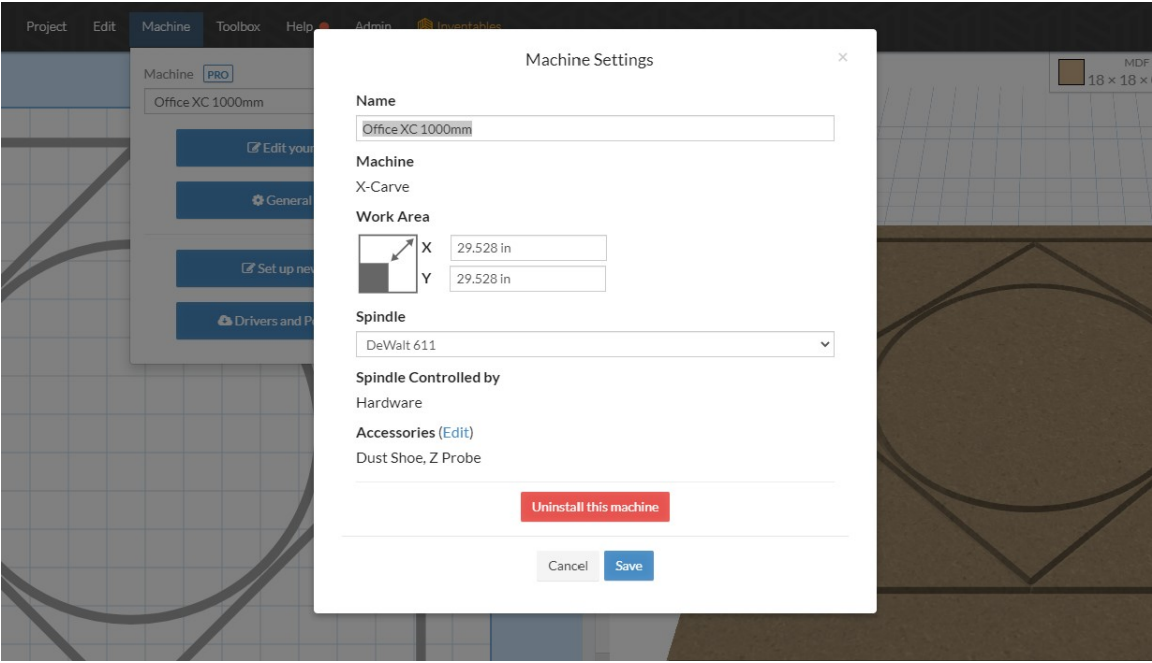 Project Edit Machine Toolbox Help Admin Inventables
Machine PRO
Office XC 1000mm
Edit your
General
Set up new
Drivers and P
Machine Settings ×
Name
Office XC 1000mm
Machine
X-Carve
Work Area
X 29.528 in
Y 29.528 in
Spindle
DeWalt 611
Spindle Controlled by
Hardware
Accessories (Edit)
Dust Shoe, Z Probe
Uninstall this machine
Cancel Save
MDF
18 × 18 ×